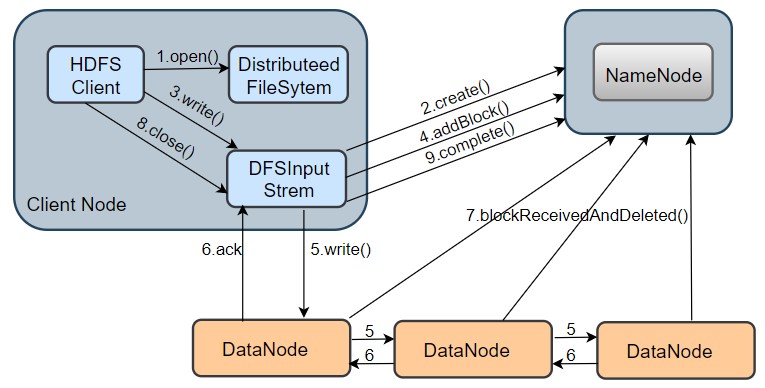 HDFS
Client
1.open()
Distributeed
FileSytem
NameNode
2.create()
3.write()
4.addBlock()
8.close()
9.complete()
DFSInput
Strem
Client Node
7.blockReceivedAndDeleted()
6.ack
5.write()
DataNode
5
6
DataNode
5
6
DataNode